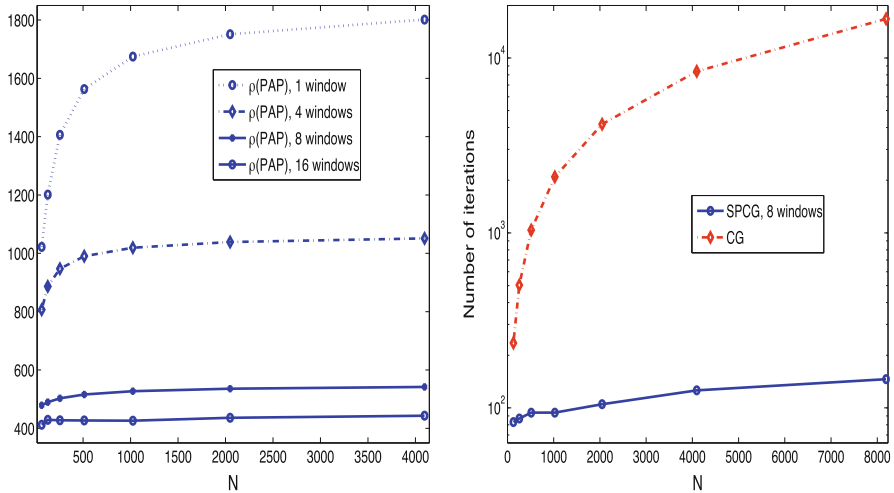 1800
1600
1400
1200
1000
800
600
400
500 1000 1500 2000 2500 3000 3500 4000
N
ρ(PAP), 1 window
ρ(PAP), 4 windows
ρ(PAP), 8 windows
ρ(PAP), 16 windows
Number of iterations
10^4
10^3
10^2
0 1000 2000 3000 4000 5000 6000 7000 8000
N
SPCG, 8 windows
CG